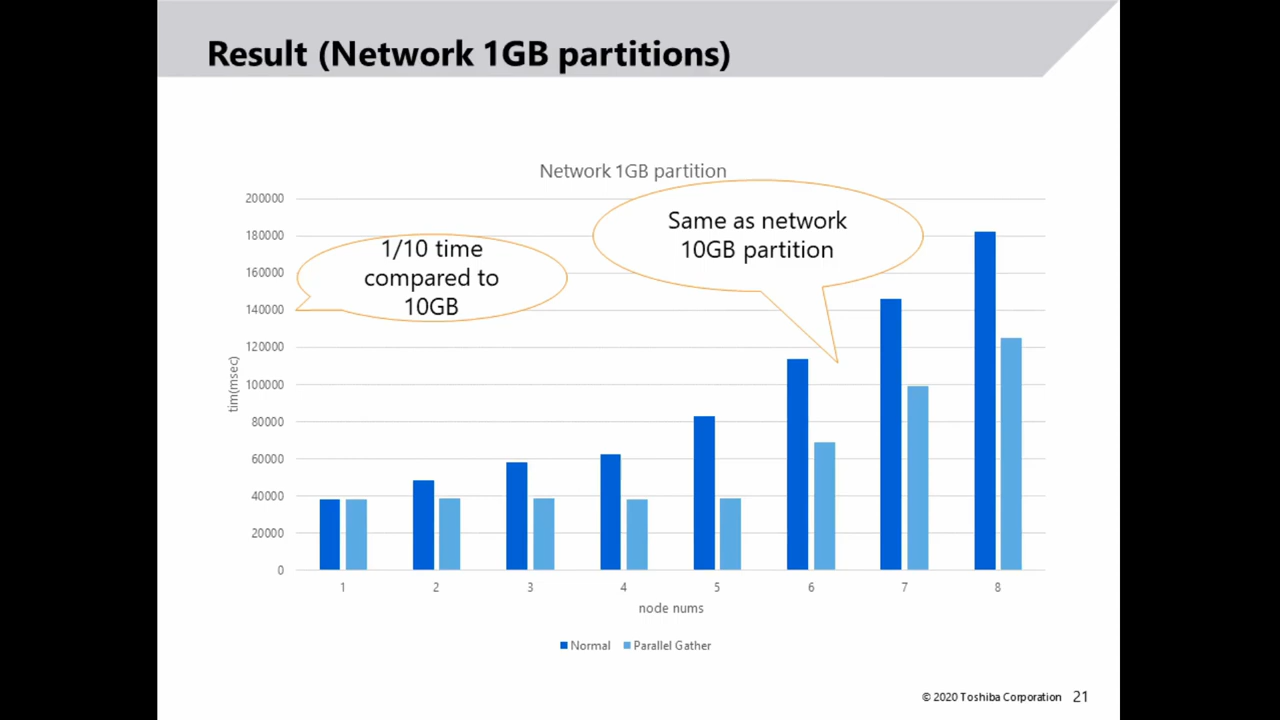 Result (Network 1GB partitions)
Network 1GB partition
200000
180000
160000
140000
120000
100000
80000
60000
40000
20000
0
tim(msec)
1/10 time
compared to
10GB
Same as network
10GB partition
1 2 3 4 5 6 7 8
node nums
Normal Parallel Gather
© 2020 Toshiba Corporation 21